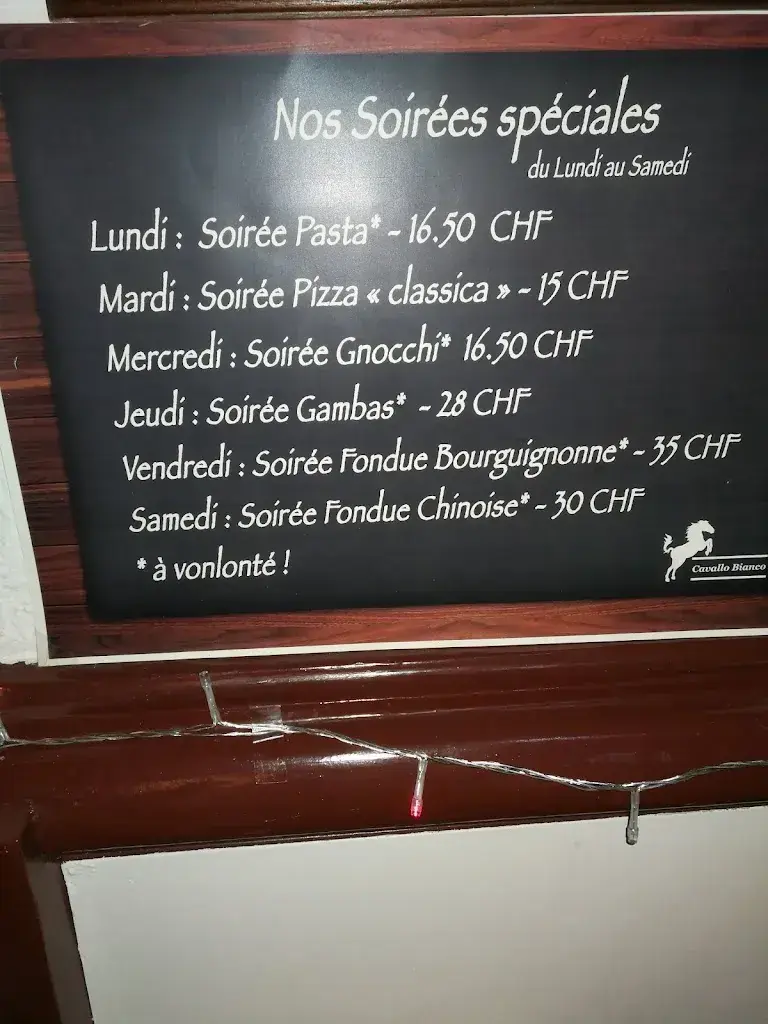 Nos Soirées spéciales
du Lundi au Samedi
Lundi : Soirée Pasta* - 16.50 CHF
Mardi : Soirée Pizza « classica » - 15 CHF
Mercredi : Soirée Gnocchi* 16.50 CHF
Jeudi : Soirée Gambas* - 28 CHF
Vendredi : Soirée Fondue Bourguignonne* - 35 CHF
Samedi : Soirée Fondue Chinoise* - 30 CHF
* à vonlonté !
Cavallo Bianco